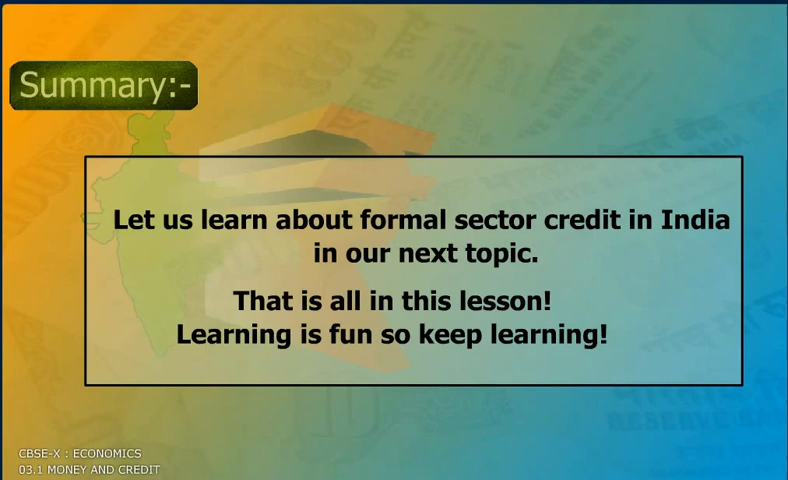 Summary:-
Let us learn about formal sector credit in India
in our next topic.
That is all in this lesson!
Learning is fun so keep learning!
CBSE-X : ECONOMICS
03.1 MONEY AND CREDIT